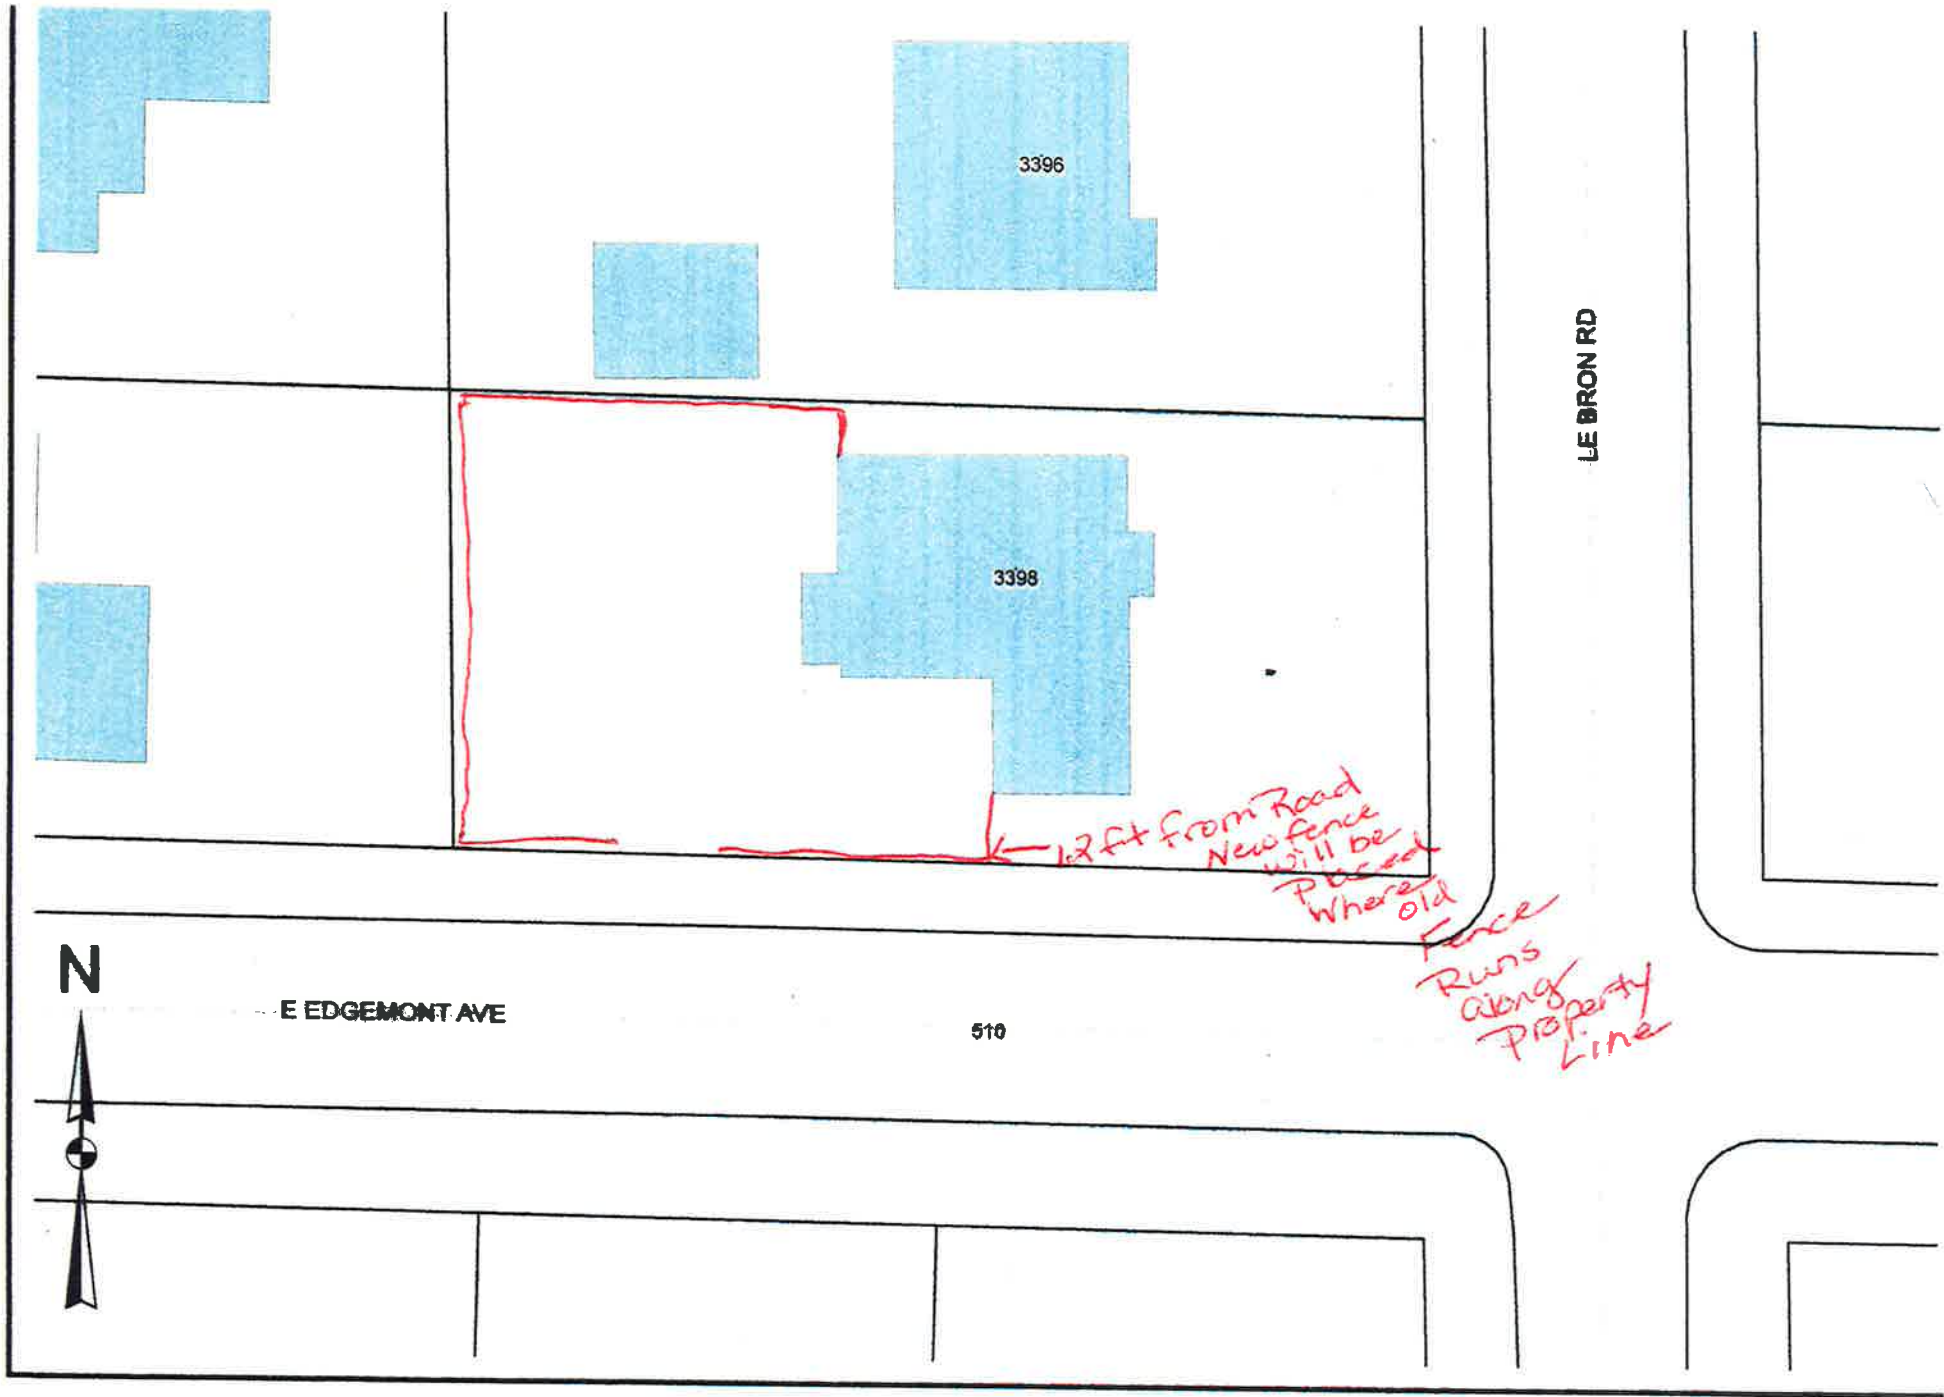 3396
LE BRON RD
3398
12 ft from Road
New fence
will be
Placed
Where
old
Fence
Runs
along
Property
Line
N
E EDGEMONT AVE
510